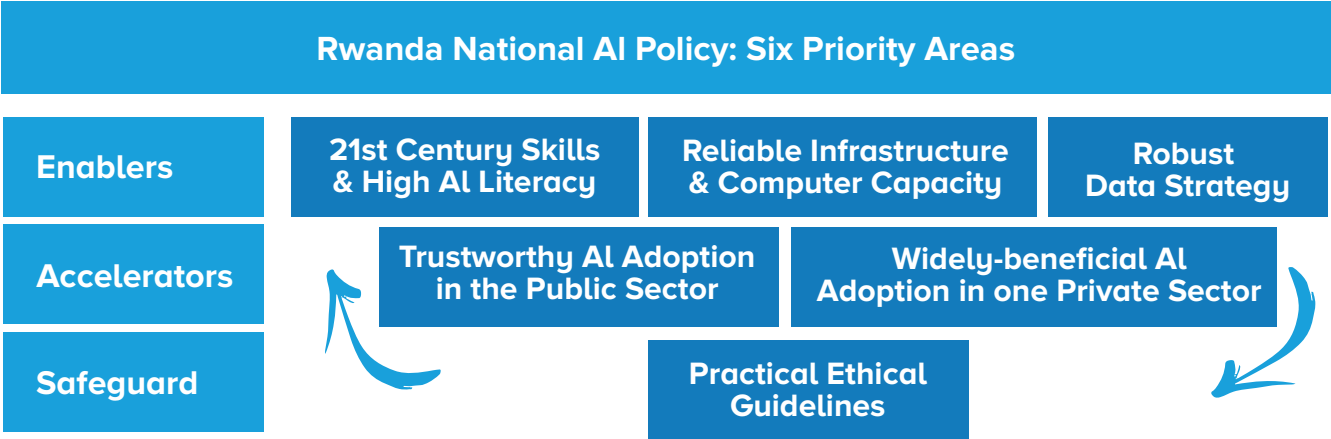 Rwanda National AI Policy: Six Priority Areas
Enablers
21st Century Skills
& High AI Literacy
Reliable Infrastructure
& Computer Capacity
Robust
Data Strategy
Accelerators
Trustworthy AI Adoption
in the Public Sector
Widely-beneficial AI
Adoption in one Private Sector
Safeguard
Practical Ethical
Guidelines